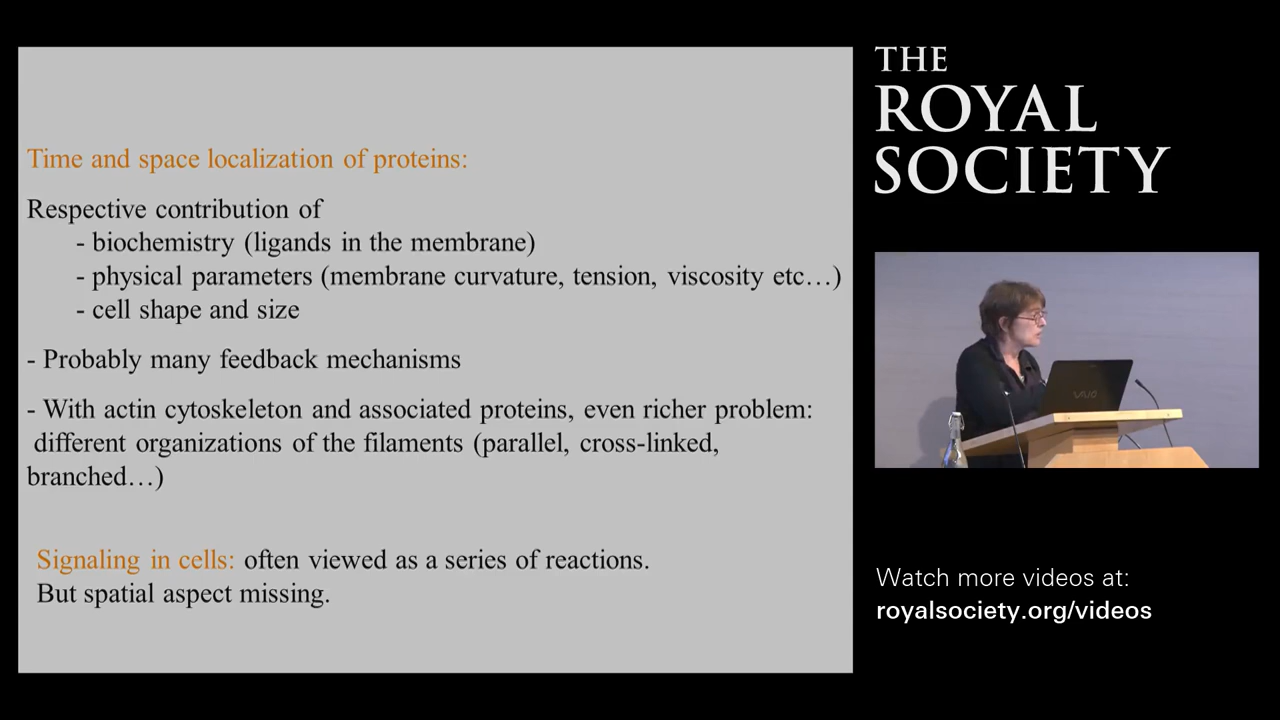 Time and space localization of proteins:
Respective contribution of
- biochemistry (ligands in the membrane)
- physical parameters (membrane curvature, tension, viscosity etc…)
- cell shape and size
- Probably many feedback mechanisms
- With actin cytoskeleton and associated proteins, even richer problem:
different organizations of the filaments (parallel, cross-linked,
branched…)
Signaling in cells: often viewed as a series of reactions.
But spatial aspect missing.
THE
ROYAL
SOCIETY
VAIO
Watch more videos at:
royalsociety.org/videos